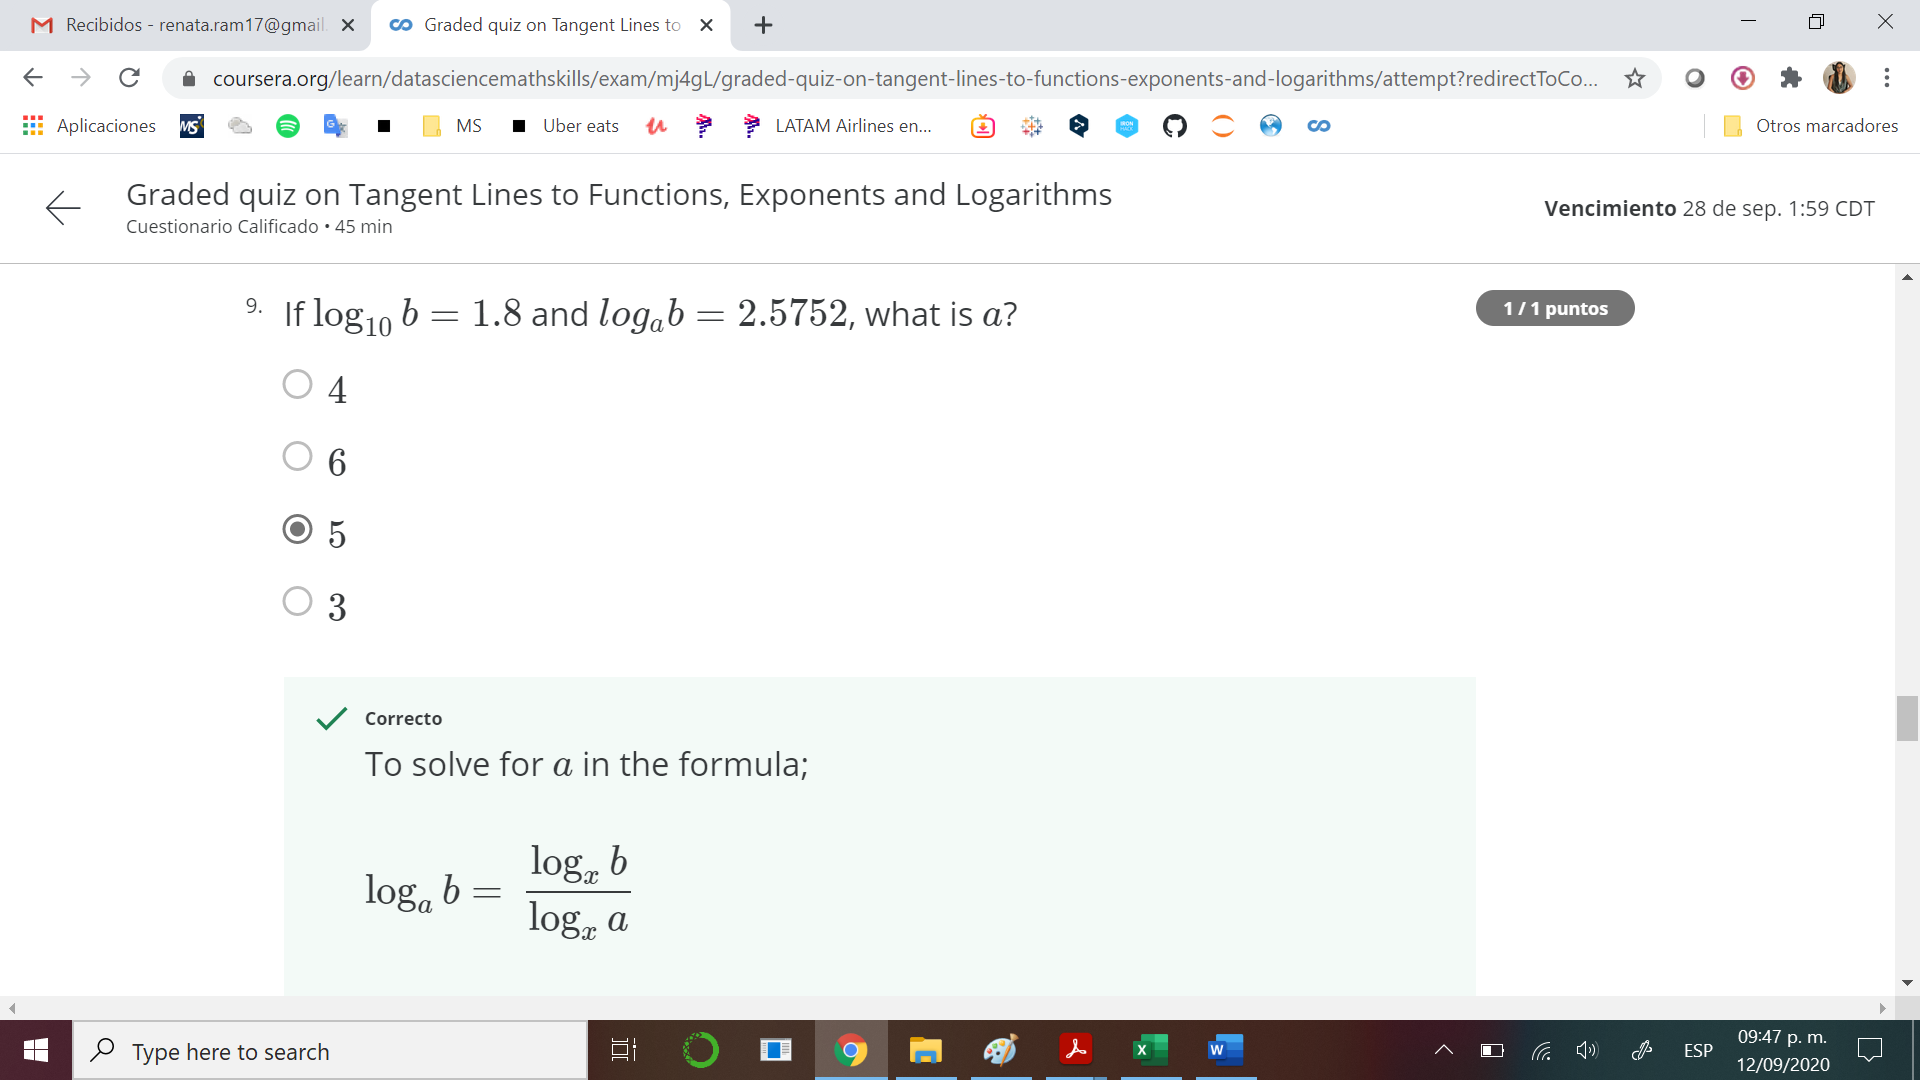 Recibidos - renata.ram17@gmail.
Graded quiz on Tangent Lines to
coursera.org/learn/datasciencemathskills/exam/mj4gL/graded-quiz-on-tangent-lines-to-functions-exponents-and-logarithms/attempt?redirectToCo...
Aplicaciones
MS
Uber eats
LATAM Airlines en...
Otros marcadores
Graded quiz on Tangent Lines to Functions, Exponents and Logarithms
Cuestionario Calificado • 45 min
Vencimiento 28 de sep. 1:59 CDT
9. If log₁₀ b = 1.8 and logₐb = 2.5752, what is a?
1 / 1 puntos
4
6
5
3
Correcto
To solve for a in the formula;
logₐ b = logₓ b / logₓ a
Type here to search
ESP
09:47 p. m.
12/09/2020